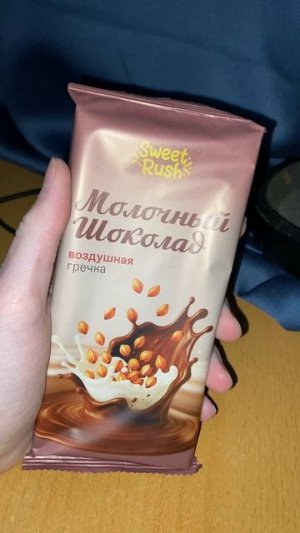 Sweet
Rush
Молочный
Шоколад
воздушная
гречка